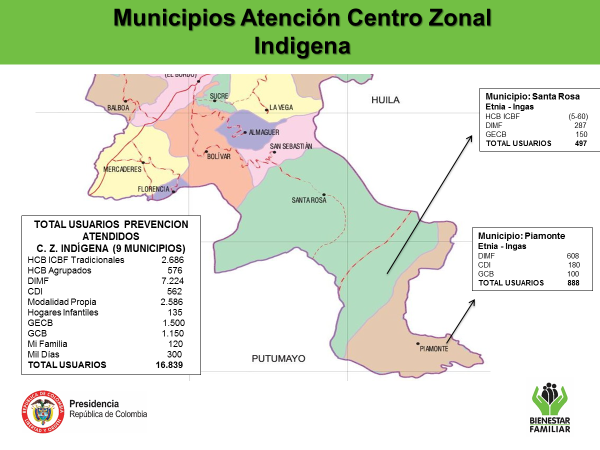 Municipios Atención Centro Zonal
Indigena
(EL BORDO)
BALBOA
SUCRE
LA VEGA
HUILA
ALMAGUER
BOLÍVAR
SAN SEBASTIÁN
MERCADERES
FLORENCIA
SANTA ROSA
PUTUMAYO
PIAMONTE
Municipio: Santa Rosa
Etnia - Ingas
HCB ICBF (5-60)
DIMF 287
GECB 150
TOTAL USUARIOS 497
Municipio: Piamonte
Etnia - Ingas
DIMF 608
CDI 180
GCB 100
TOTAL USUARIOS 888
TOTAL USUARIOS PREVENCION
ATENDIDOS
C. Z. INDÍGENA (9 MUNICIPIOS)
HCB ICBF Tradicionales 2.686
HCB Agrupados 576
DIMF 7.224
CDI 562
Modalidad Propia 2.586
Hogares Infantiles 135
GECB 1.500
GCB 1.150
Mi Familia 120
Mil Días 300
TOTAL USUARIOS 16.839
Presidencia
República de Colombia
BIENESTAR
FAMILIAR